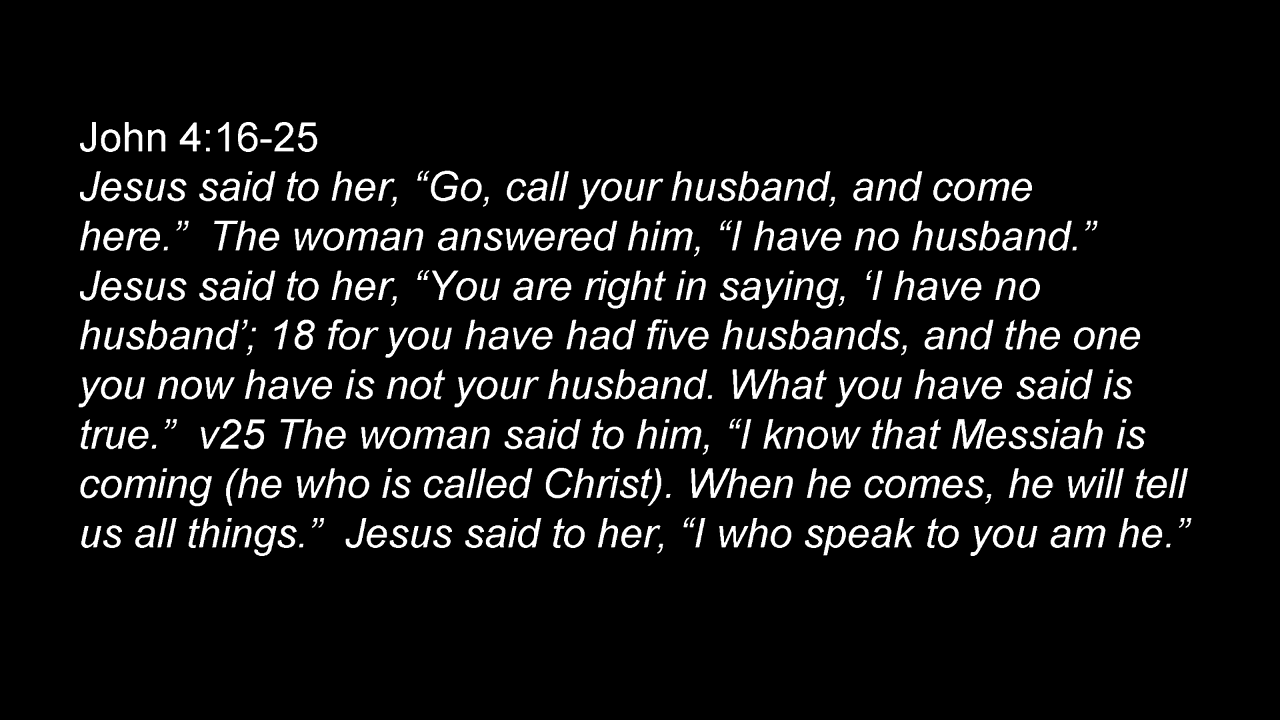 John 4:16-25
Jesus said to her, “Go, call your husband, and come
here.”  The woman answered him, “I have no husband.”
Jesus said to her, “You are right in saying, ‘I have no
husband’; 18 for you have had five husbands, and the one
you now have is not your husband. What you have said is
true.”  v25 The woman said to him, “I know that Messiah is
coming (he who is called Christ). When he comes, he will tell
us all things.”  Jesus said to her, “I who speak to you am he.”